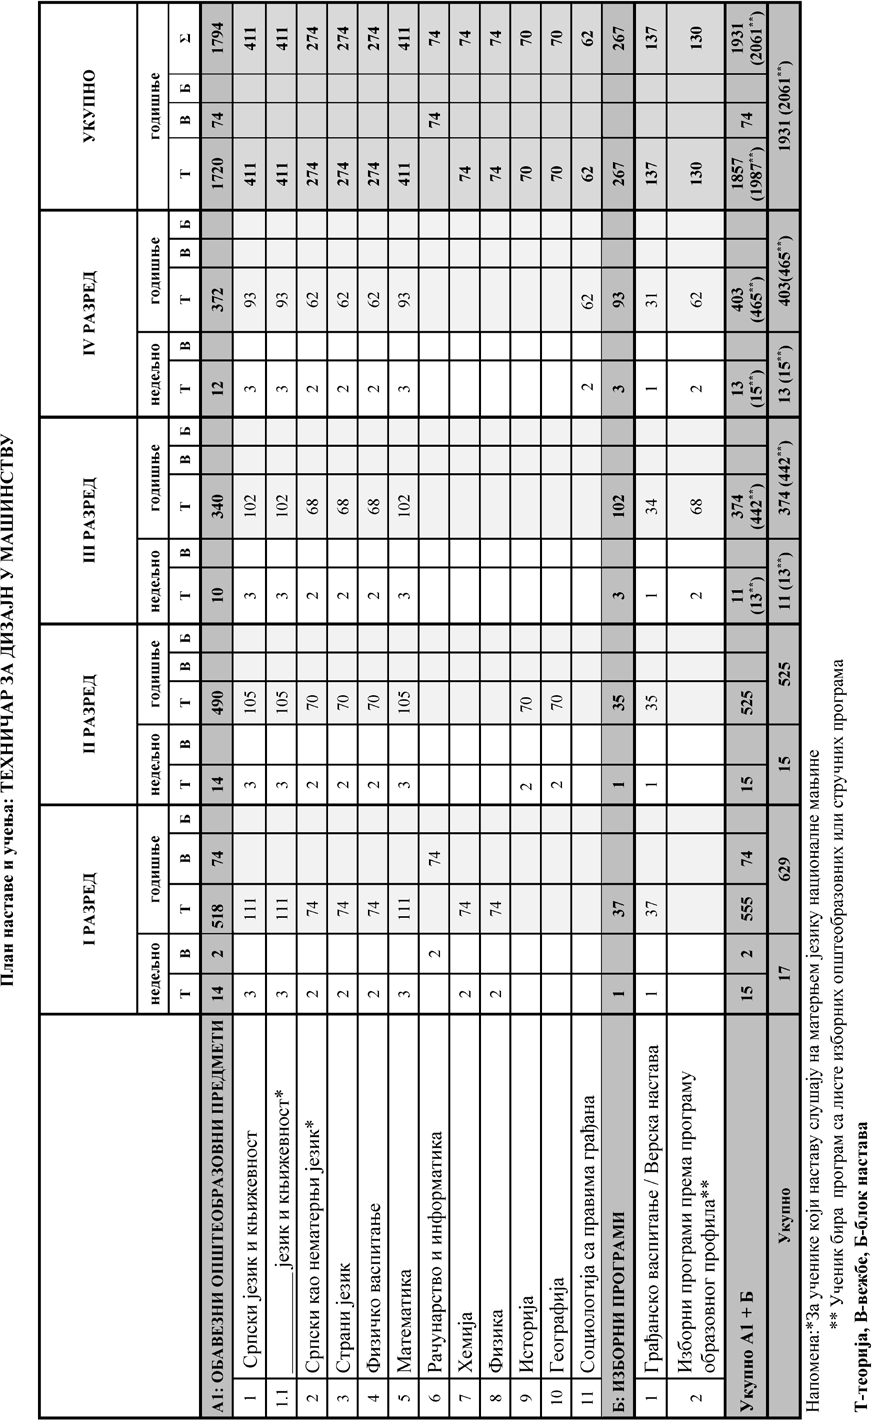 План наставе и учења: ТЕХНИЧАР ЗА ДИЗАЈН У МАШИНСТВУ
I РАЗРЕД II РАЗРЕД III РАЗРЕД IV РАЗРЕД УКУПНО
недељно годишње недељно годишње недељно годишње недељно годишње годишње
Т В Т В Б Т В Т В Б Т В Т В Б Т В Т В Б Т В Б Σ
А1: ОБАВЕЗНИ ОПШТЕОБРАЗОВНИ ПРЕДМЕТИ 14 2 518 74 14 490 10 340 12 372 1720 74 1794
1 Српски језик и књижевност 3 111 3 105 3 102 3 93 411 411
1.1 __________језик и књижевност* 3 111 3 105 3 102 3 93 411 411
2 Српски као нематерњи језик* 2 74 2 70 2 68 2 62 274 274
3 Страни језик 2 74 2 70 2 68 2 62 274 274
4 Физичко васпитање 2 74 2 70 2 68 2 62 274 274
5 Математика 3 111 3 105 3 102 3 93 411 411
6 Рачунарство и информатика 2 74 74 74
7 Хемија 2 74 74 74
8 Физика 2 74 74 74
9 Историја 2 70 70 70
10 Географија 2 70 70 70
11 Социологија са правима грађана 2 62 62 62
Б: ИЗБОРНИ ПРОГРАМИ 1 37 1 35 3 102 3 93 267 267
1 Грађанско васпитање / Верска настава 1 37 1 35 1 34 1 31 137 137
2 Изборни програми према програму 2 68 2 62 130 130
образовног профила**
Укупно А1 + Б 15 2 555 74 15 525 11 374 13 403 1857 74 1931
(13**) (442**) (15**) (465**) (1987**) (2061**)
Укупно 17 629 15 525 11 (13**) 374 (442**) 13 (15**) 403(465**) 1931 (2061**)
Напомена:*За ученике који наставу слушају на матерњем језику националне мањине
** Ученик бира програм са листе изборних општеобразовних или стручних програма
Т-теорија, В-вежбе, Б-блок настава